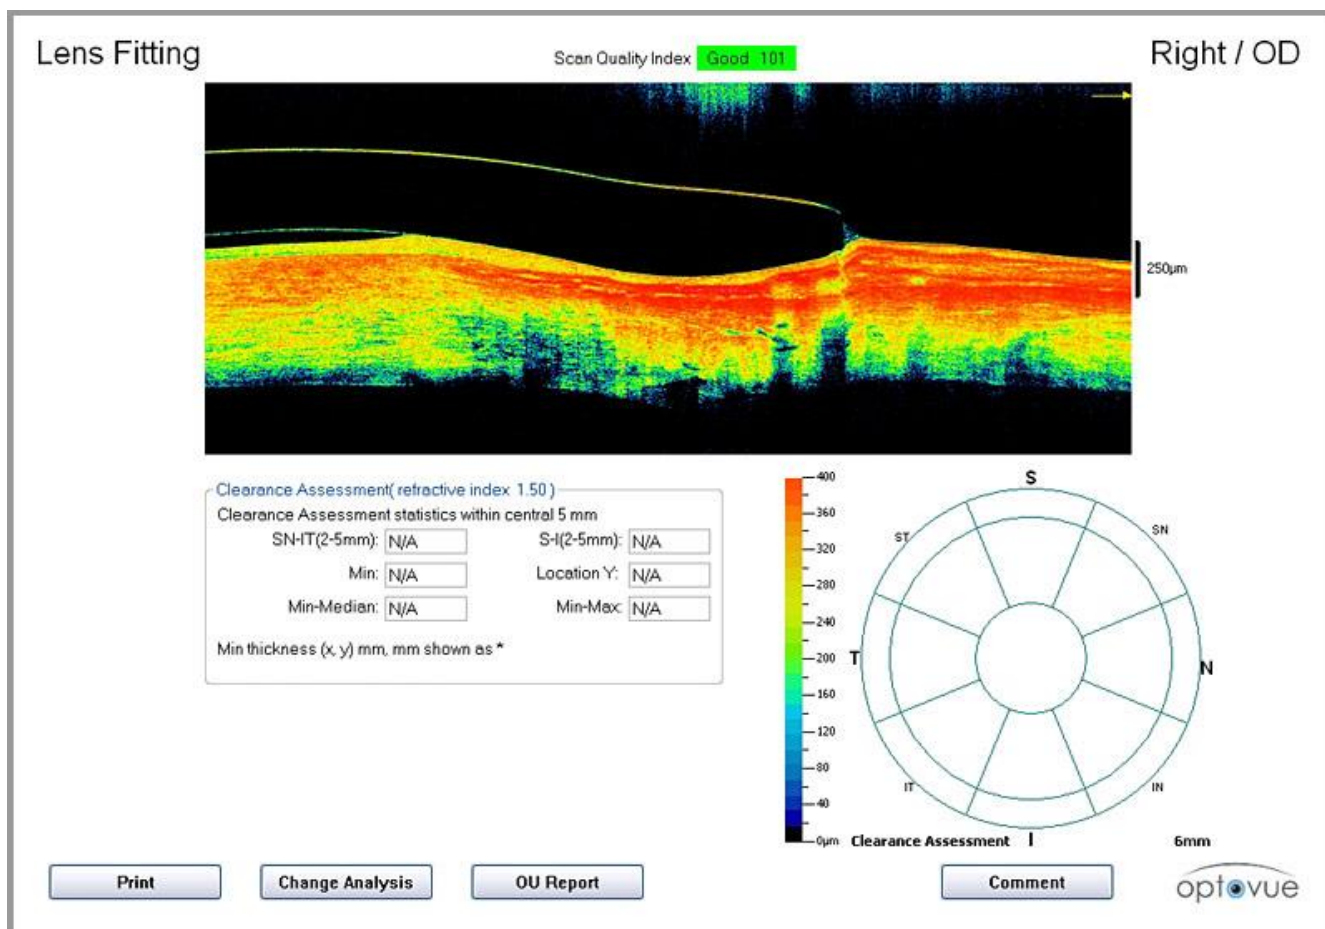 Lens Fitting
Scan Quality Index Good 101
Right / OD
250µm
Clearance Assessment( refractive index 1.50 )
Clearance Assessment statistics within central 5 mm
SN-IT(2-5mm): N/A S-I(2-5mm): N/A
Min: N/A Location Y: N/A
Min-Median: N/A Min-Max: N/A
Min thickness (x, y) mm, mm shown as *
400
360
320
280
240
200
160
120
80
40
0µm
S
ST
SN
T
N
IT
IN
Clearance Assessment I 6mm
Print
Change Analysis
OU Report
Comment
optovue